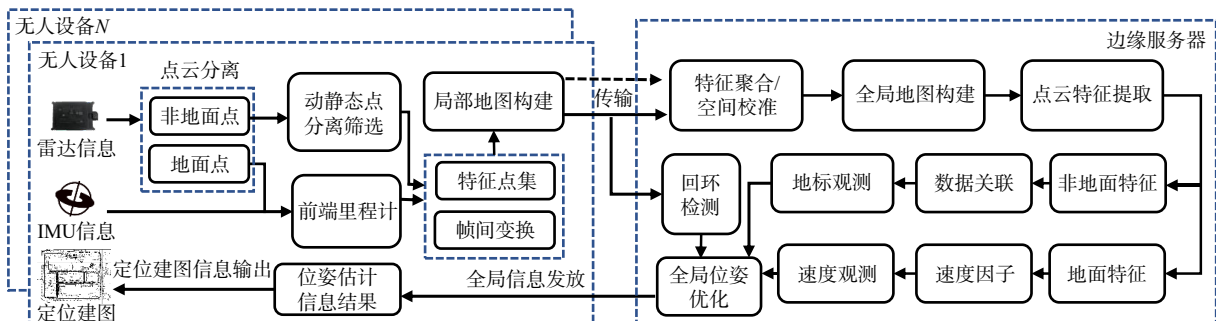 无人设备N
无人设备1
点云分离
非地面点
地面点
雷达信息
IMU信息
动静态点
分离筛选
前端里程计
局部地图构建
特征点集
帧间变换
传输
定位建图信息输出
定位建图
位姿估计
信息结果
全局信息发放
边缘服务器
特征聚合/
空间校准
全局地图构建
点云特征提取
回环
检测
地标观测
数据关联
非地面特征
全局位姿
优化
速度观测
速度因子
地面特征